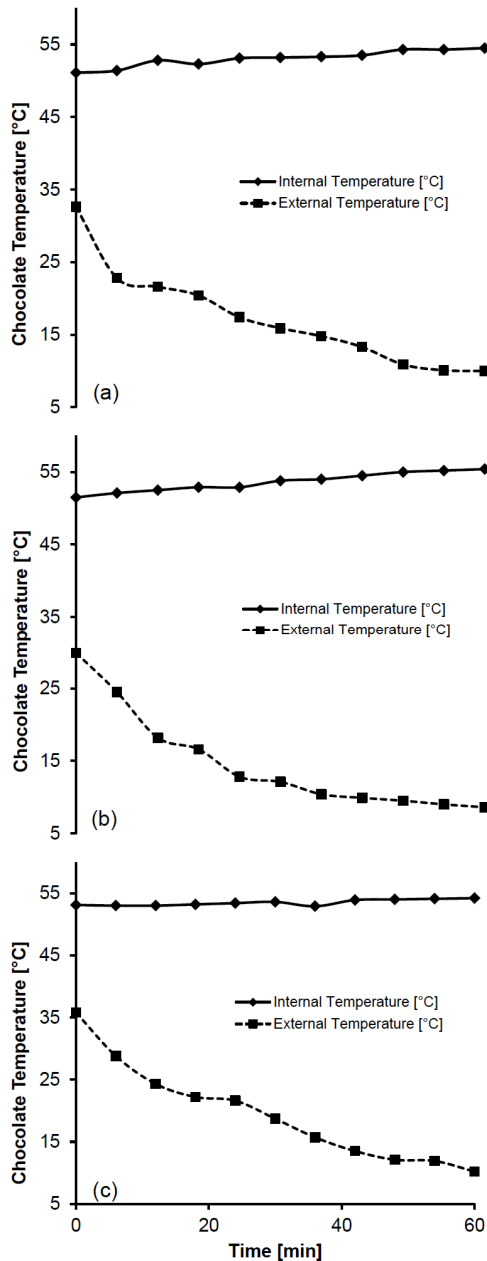 55
45
35
25
15
5
Chocolate Temperature [°C]
Internal Temperature [°C]
External Temperature [°C]
(a)
55
45
35
25
15
5
Chocolate Temperature [°C]
Internal Temperature [°C]
External Temperature [°C]
(b)
55
45
35
25
15
5
Chocolate Temperature [°C]
Internal Temperature [°C]
External Temperature [°C]
(c)
0 20 40 60
Time [min]